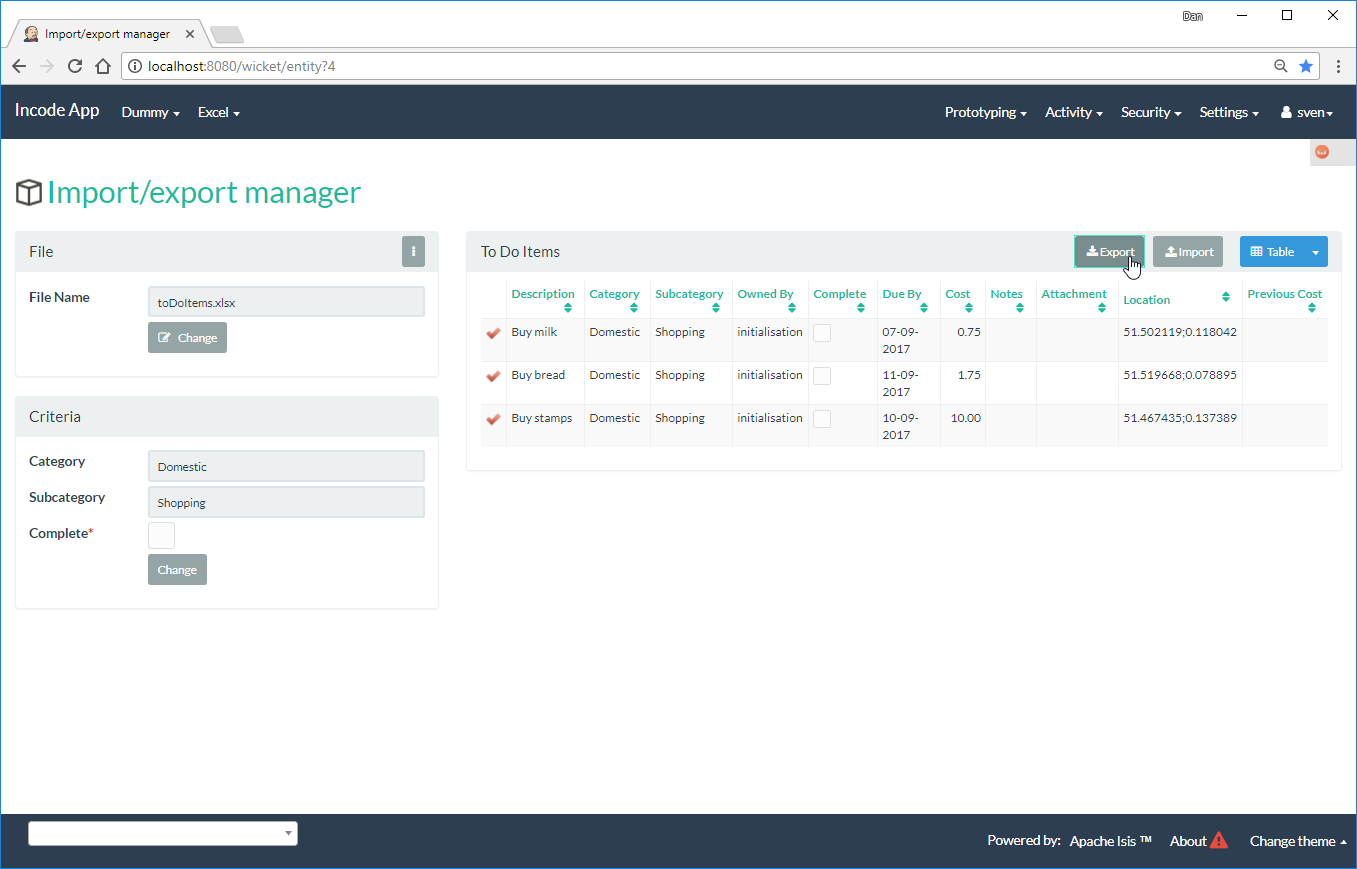 Dan
Import/export manager
localhost:8080/wicket/entity?4
Incode App Dummy Excel Prototyping Activity Security Settings sven
Import/export manager
File
File Name toDoItems.xlsx
Change
Criteria
Category Domestic
Subcategory Shopping
Complete*
Change
To Do Items Export Import Table
Description Category Subcategory Owned By Complete Due By Cost Notes Attachment Location Previous Cost
Buy milk Domestic Shopping initialisation 07-09- 0.75 51.502119;0.118042
2017
Buy bread Domestic Shopping initialisation 11-09- 1.75 51.519668;0.078895
2017
Buy stamps Domestic Shopping initialisation 10-09- 10.00 51.467435;0.137389
2017
Powered by: Apache Isis ™ About Change theme